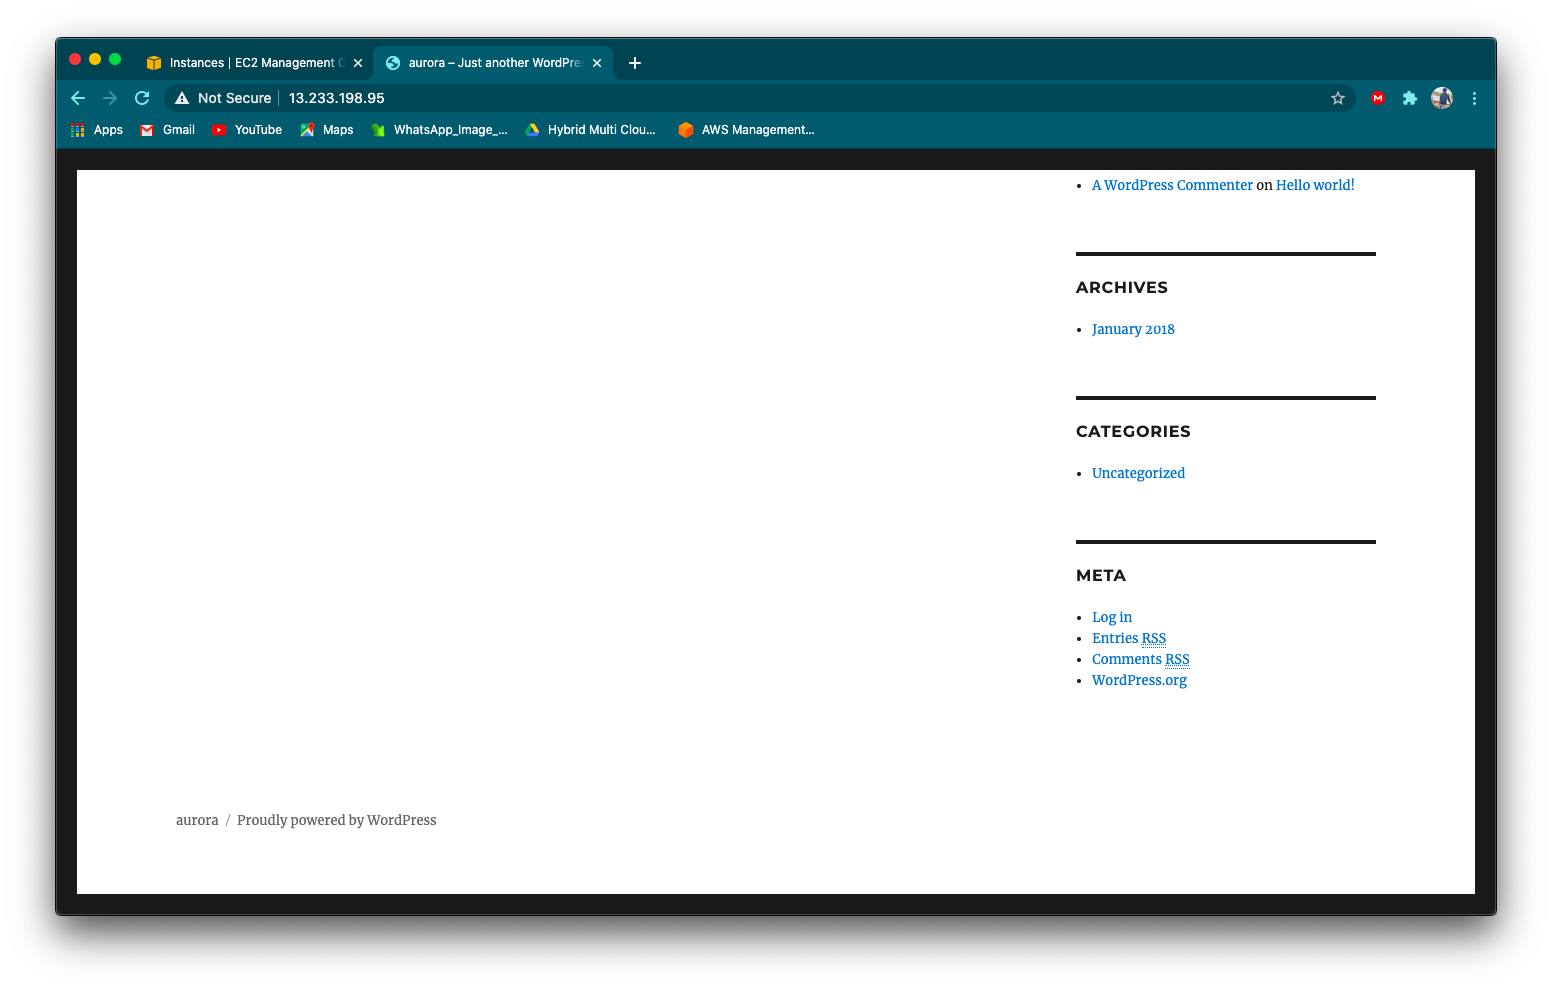 Instances | EC2 Management C
aurora – Just another WordPre
Not Secure | 13.233.198.95
Apps Gmail YouTube Maps WhatsApp_Image_... Hybrid Multi Clou... AWS Management...
A WordPress Commenter on Hello world!
ARCHIVES
January 2018
CATEGORIES
Uncategorized
META
Log in
Entries RSS
Comments RSS
WordPress.org
aurora / Proudly powered by WordPress